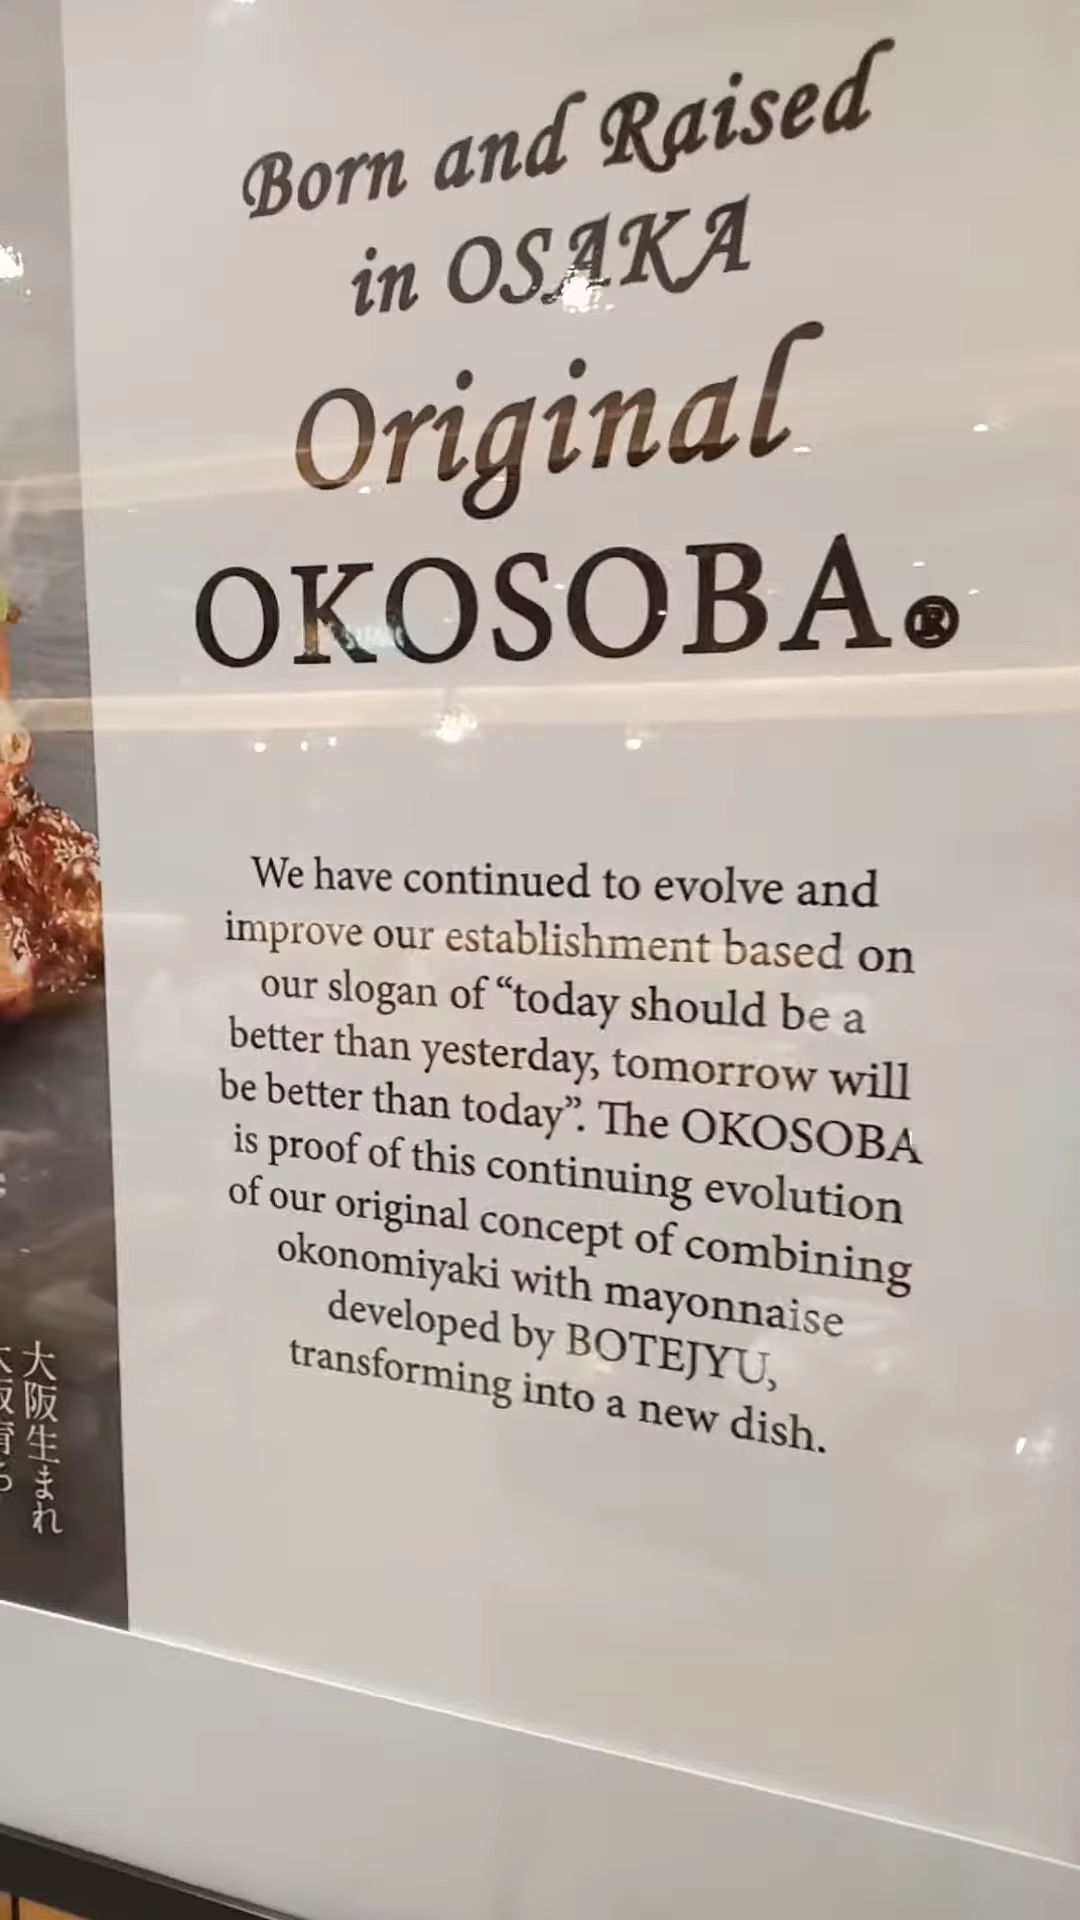 Born and Raised
in OSAKA
Original
OKOSOBA®
We have continued to evolve and
improve our establishment based on
our slogan of “today should be a
better than yesterday, tomorrow will
be better than today”. The OKOSOBA
is proof of this continuing evolution
of our original concept of combining
okonomiyaki with mayonnaise
developed by BOTEJYU,
transforming into a new dish.
大阪生まれ